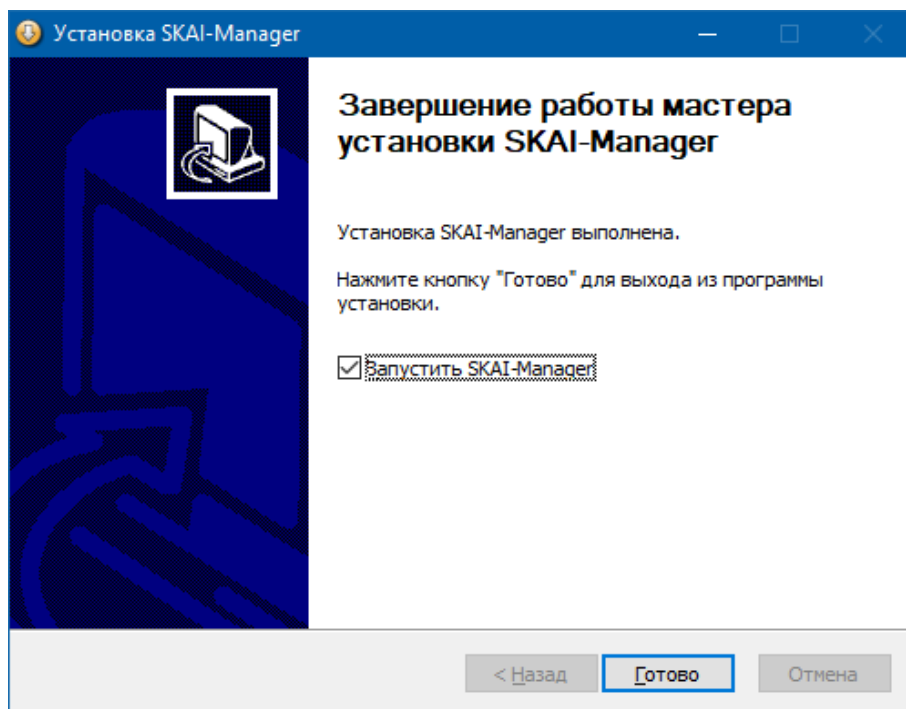 Установка SKAI-Manager
Завершение работы мастера
установки SKAI-Manager
Установка SKAI-Manager выполнена.
Нажмите кнопку "Готово" для выхода из программы
установки.
Запустить SKAI-Manager
< Назад
Готово
Отмена